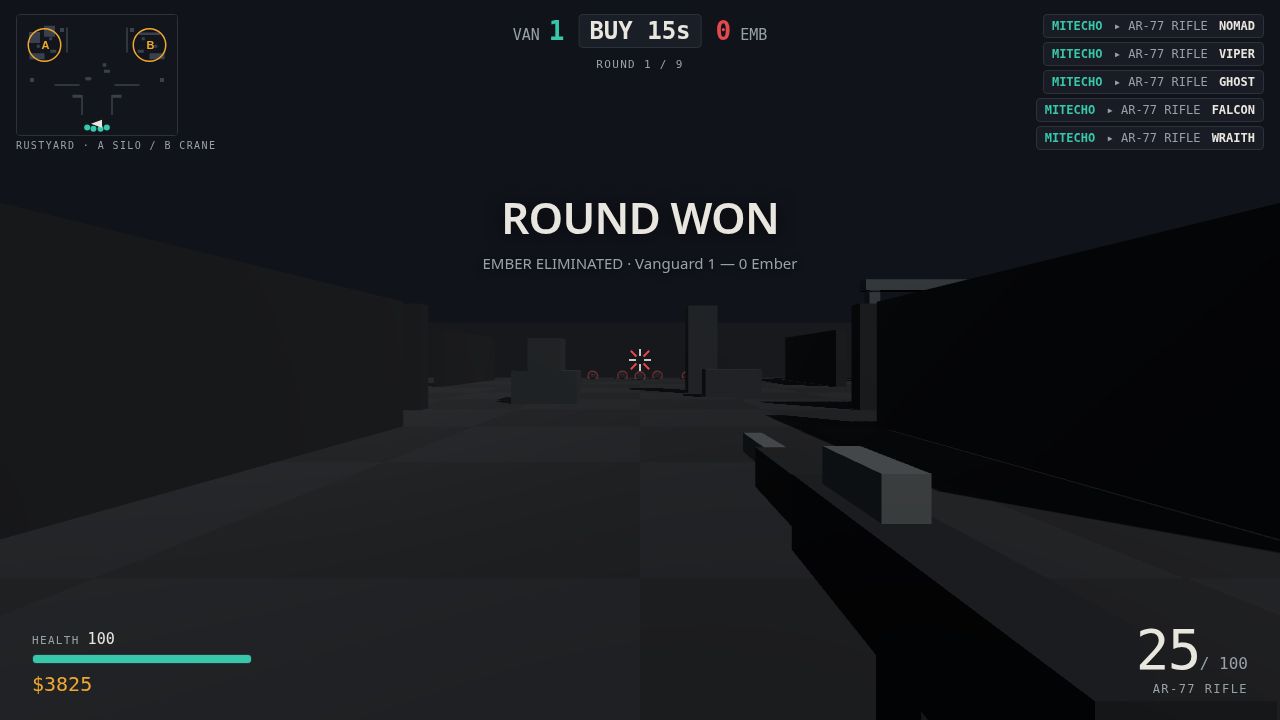 A B
RUSTYARD · A SILO / B CRANE
VAN 1 BUY 15s 0 EMB
ROUND 1 / 9
MITECHO ▸ AR-77 RIFLE NOMAD
MITECHO ▸ AR-77 RIFLE VIPER
MITECHO ▸ AR-77 RIFLE GHOST
MITECHO ▸ AR-77 RIFLE FALCON
MITECHO ▸ AR-77 RIFLE WRAITH
ROUND WON
EMBER ELIMINATED · Vanguard 1 — 0 Ember
HEALTH 100
$3825
25 / 100
AR-77 RIFLE